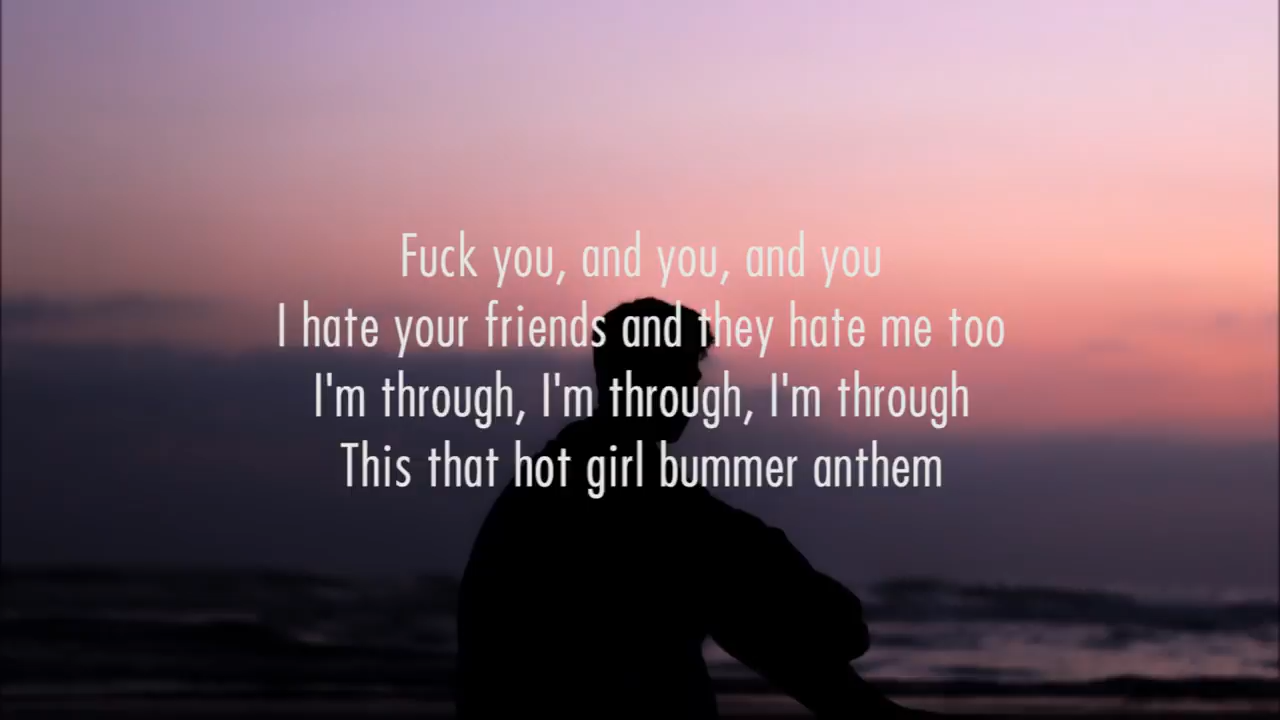 Fuck you, and you, and you
I hate your friends and they hate me too
I'm through, I'm through, I'm through
This that hot girl bummer anthem